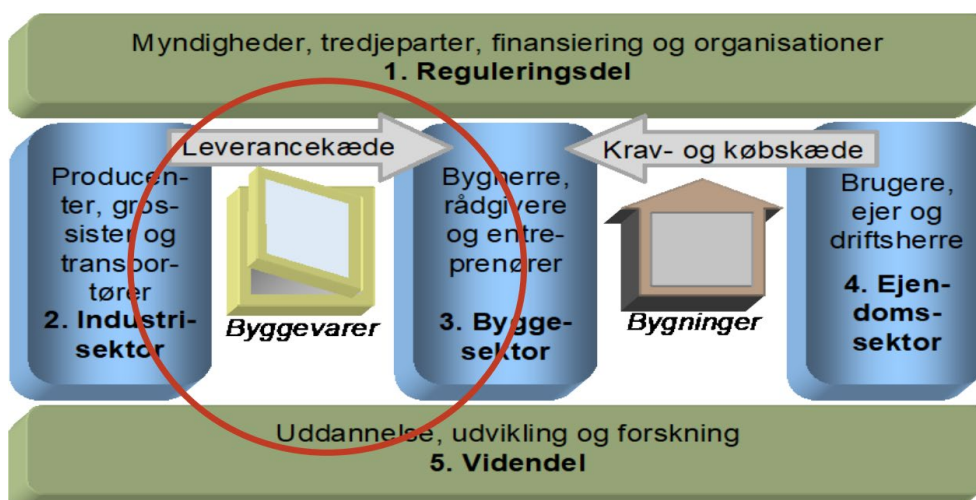 Myndigheder, tredjeparter, finansiering og organisationer
1. Reguleringsdel
Leverancekæde
Krav- og købskæde
Producen-
ter, gros-
sister og
transpor-
tører
2. Industri-
sektor
Byggevarer
Bygherre,
rådgivere
og entre-
prenører
3. Bygge-
sektor
Bygninger
Brugere,
ejer og
driftsherre
4. Ejen-
doms-
sektor
Uddannelse, udvikling og forskning
5. Videndel